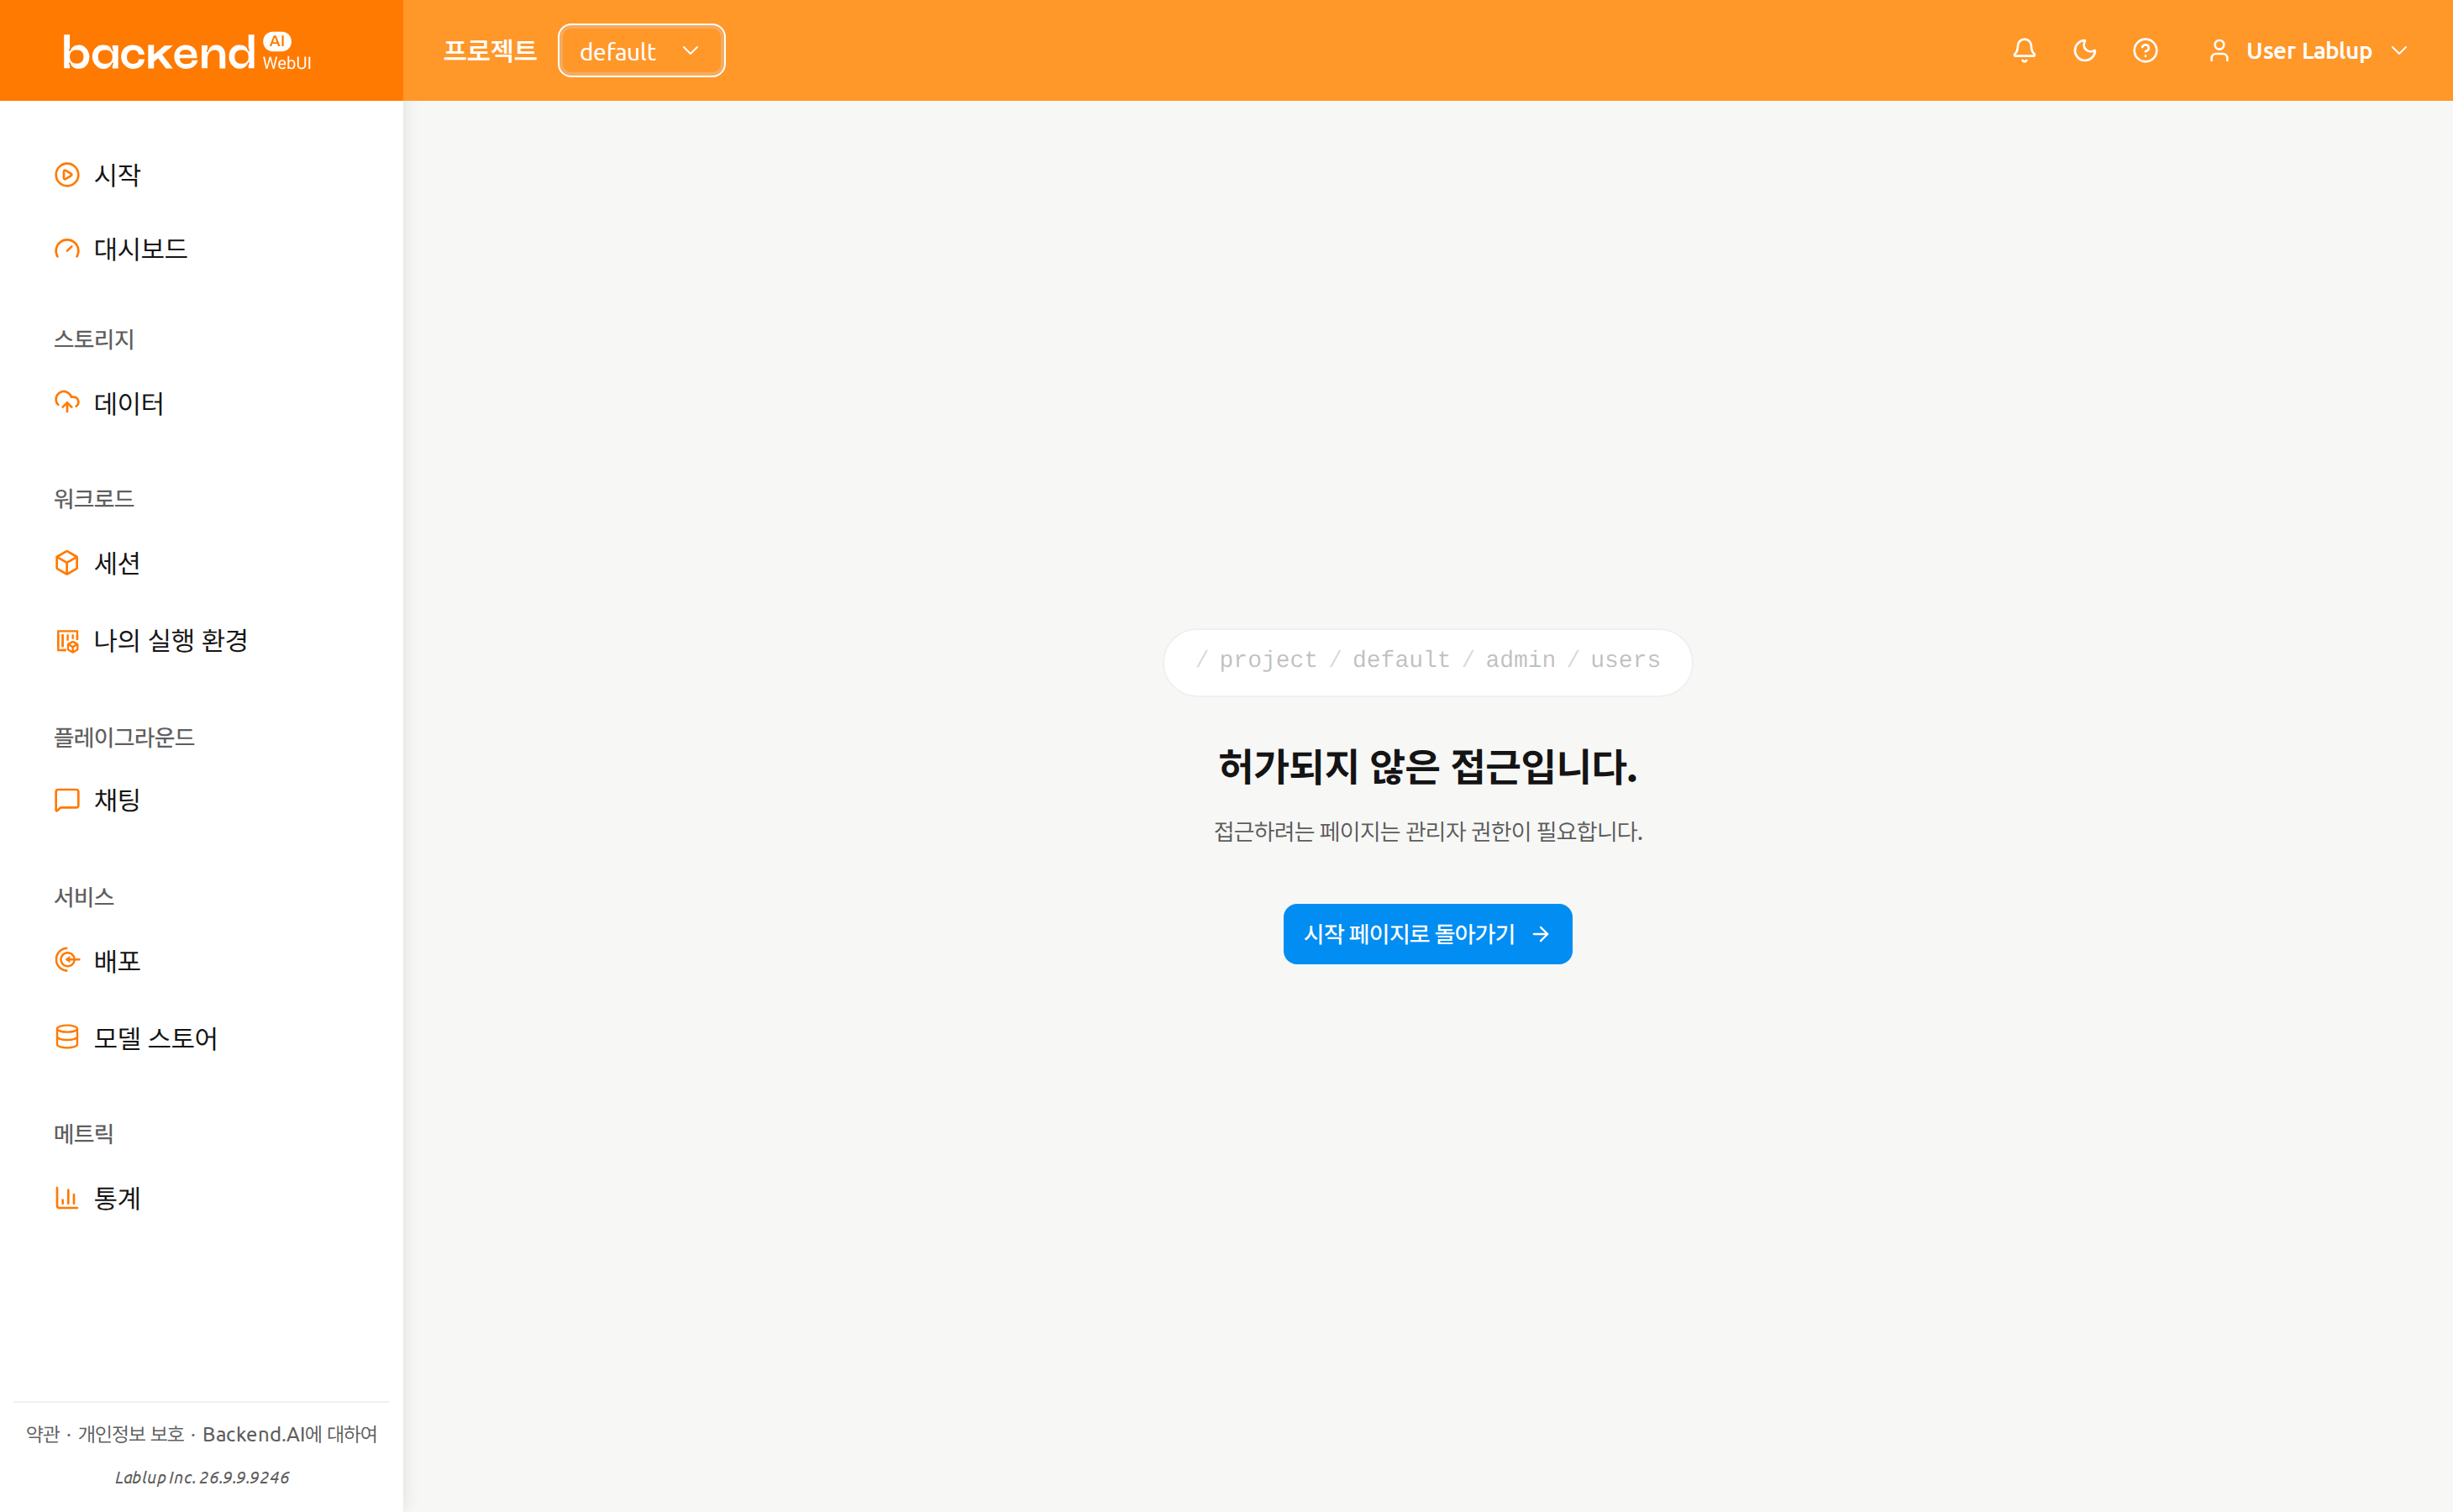 backend AI WebUI
프로젝트 default
User Lablup
시작
대시보드
스토리지
데이터
워크로드
세션
나의 실행 환경
플레이그라운드
채팅
서비스
배포
모델 스토어
메트릭
통계
약관 · 개인정보 보호 · Backend.AI에 대하여
Lablup Inc. 26.9.9.9246
/ project / default / admin / users
허가되지 않은 접근입니다.
접근하려는 페이지는 관리자 권한이 필요합니다.
시작 페이지로 돌아가기